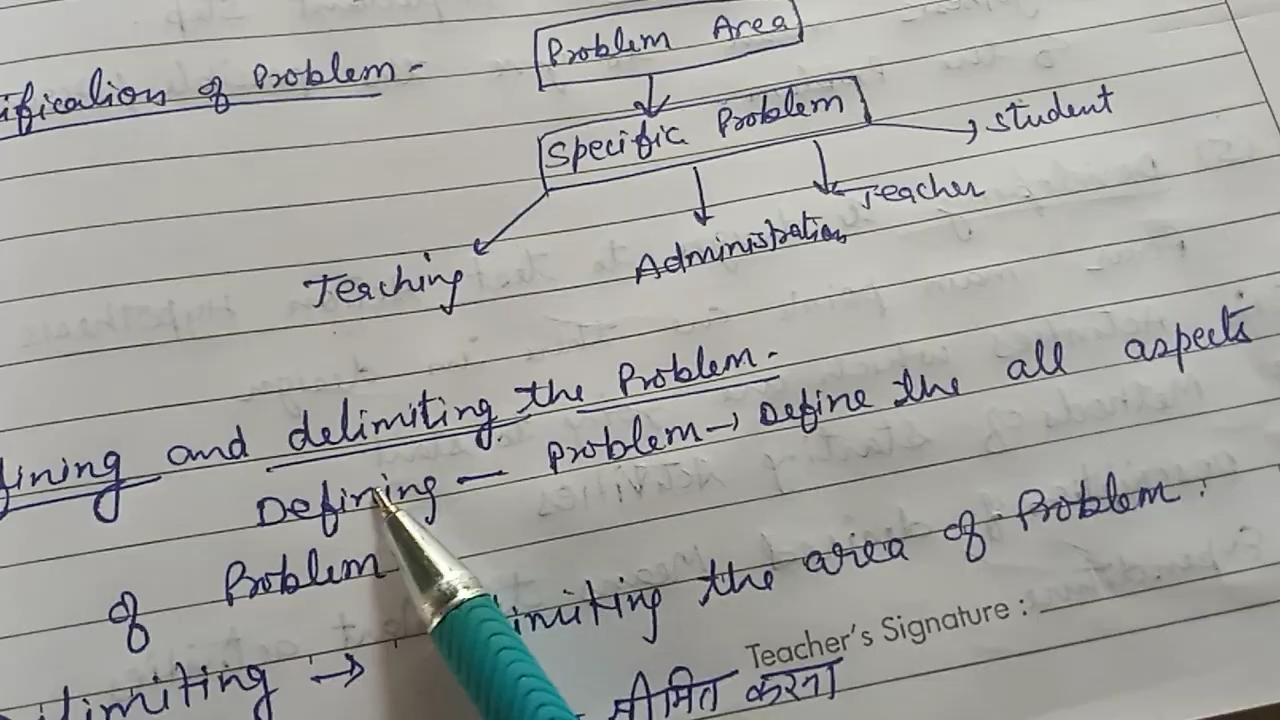 ification of Problem -
Problem Area
Specific Problem
student
Teacher
Administration
Teaching
fining and delimiting the Problem -
Defining — Problem → Define the all aspects
of Problem
limiting → limiting the area of Problem.
Teacher's Signature :
सीमित करना